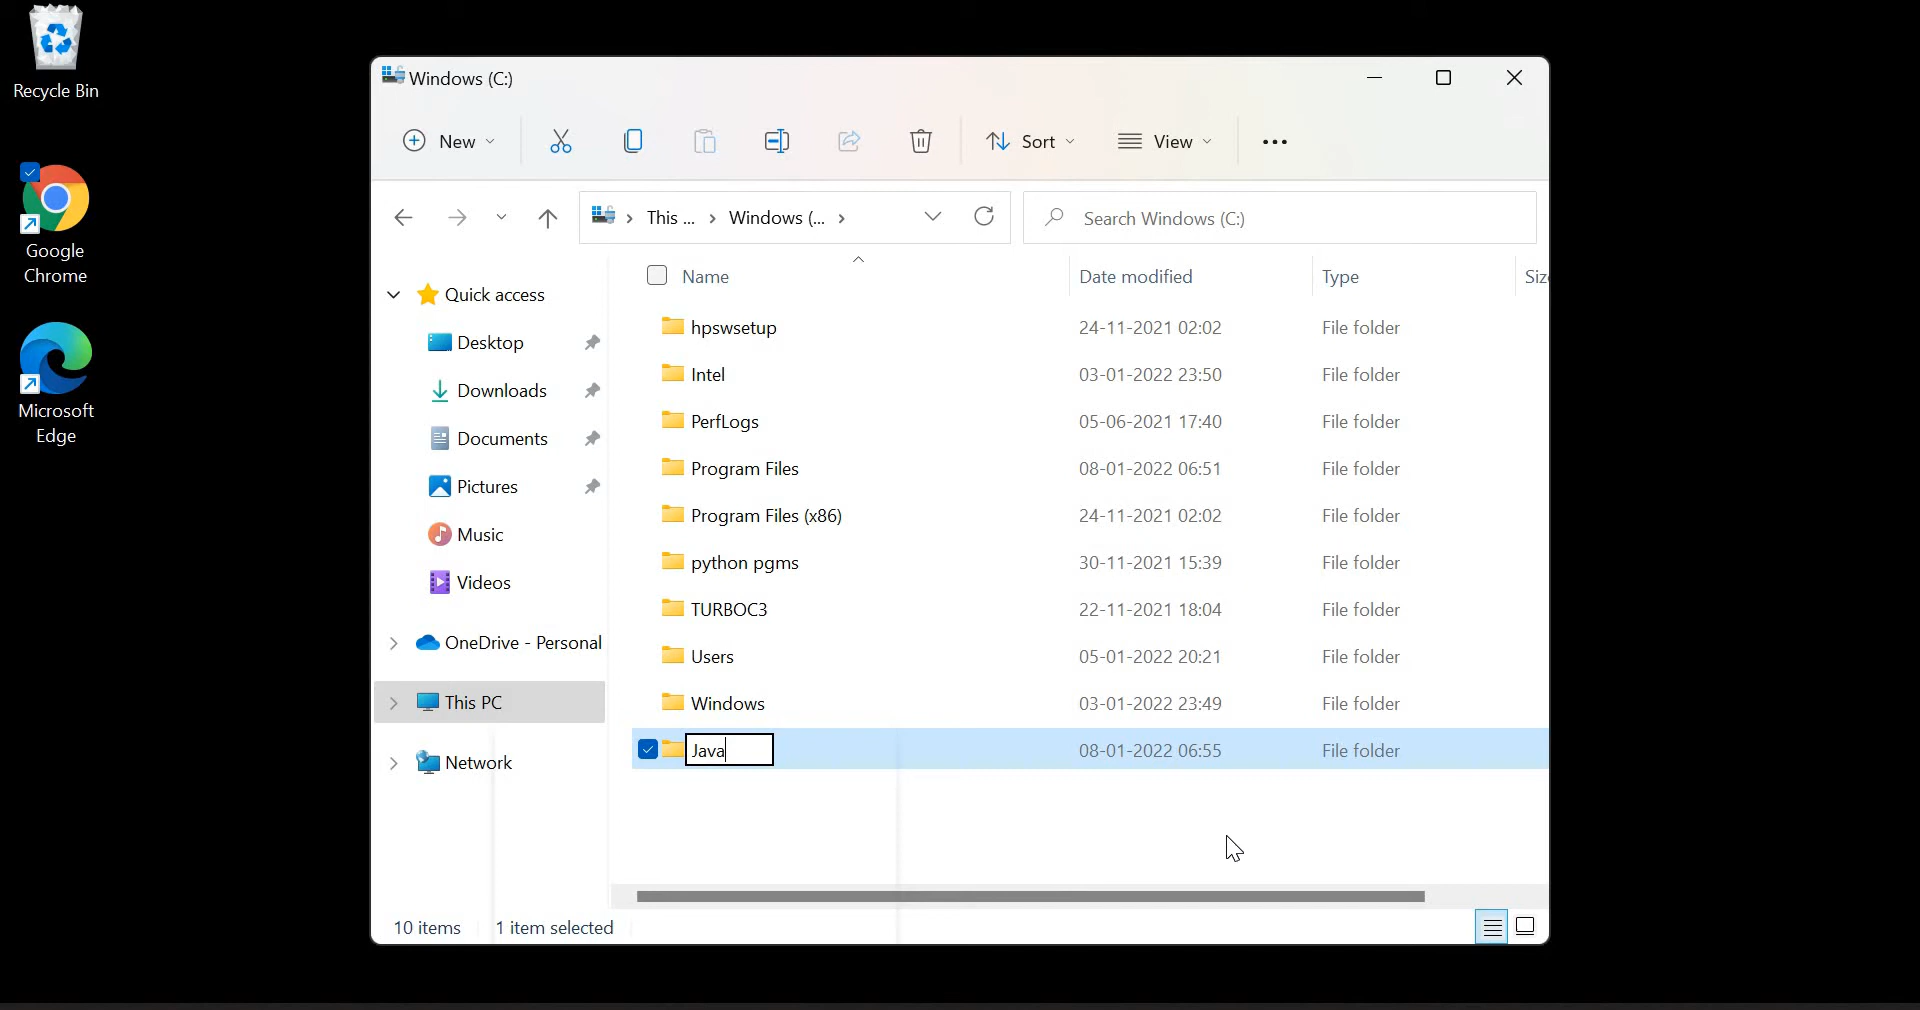 Recycle Bin
Google
Chrome
Microsoft
Edge
Windows (C:)
New
Sort
View
This ... Windows (...
Search Windows (C:)
Quick access
Desktop
Downloads
Documents
Pictures
Music
Videos
OneDrive - Personal
This PC
Network
Name Date modified Type Siz
hpswsetup 24-11-2021 02:02 File folder
Intel 03-01-2022 23:50 File folder
PerfLogs 05-06-2021 17:40 File folder
Program Files 08-01-2022 06:51 File folder
Program Files (x86) 24-11-2021 02:02 File folder
python pgms 30-11-2021 15:39 File folder
TURBOC3 22-11-2021 18:04 File folder
Users 05-01-2022 20:21 File folder
Windows 03-01-2022 23:49 File folder
Java 08-01-2022 06:55 File folder
10 items 1 item selected